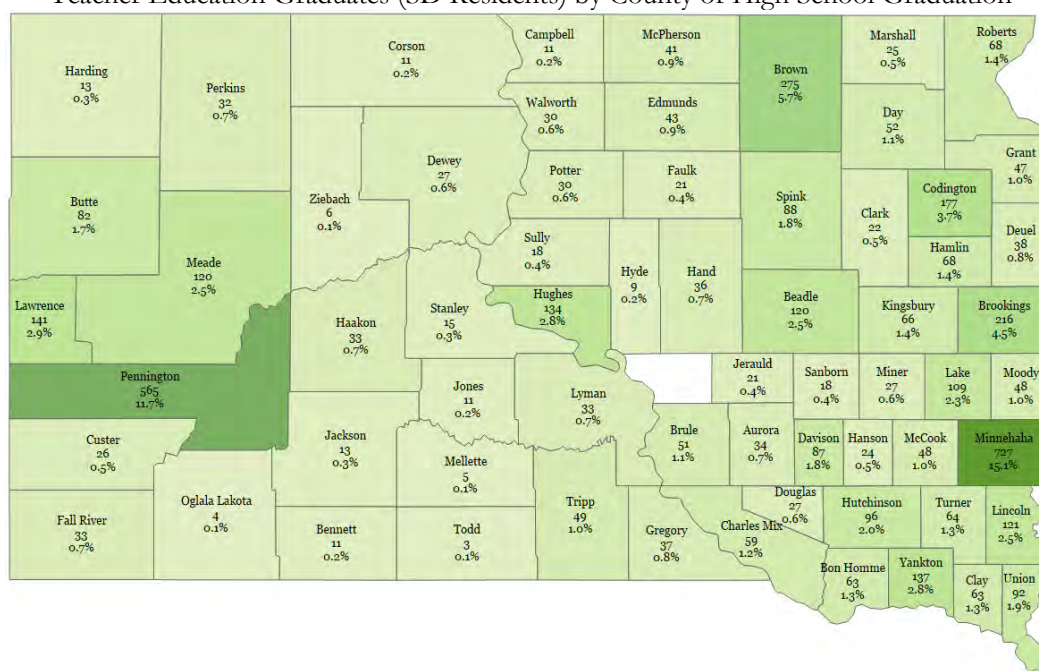 Teacher Education Graduates (SD Residents) by County of High School Graduation
Harding
13
0.3%
Perkins
32
0.7%
Corson
11
0.2%
Campbell
11
0.2%
McPherson
41
0.9%
Brown
275
5.7%
Marshall
25
0.5%
Roberts
68
1.4%
Walworth
30
0.6%
Edmunds
43
0.9%
Day
52
1.1%
Grant
47
1.0%
Butte
82
1.7%
Ziebach
6
0.1%
Dewey
27
0.6%
Potter
30
0.6%
Faulk
21
0.4%
Spink
88
1.8%
Clark
22
0.5%
Codington
177
3.7%
Deuel
38
0.8%
Hamlin
68
1.4%
Meade
120
2.5%
Sully
18
0.4%
Hyde
9
0.2%
Hand
36
0.7%
Lawrence
141
2.9%
Haakon
33
0.7%
Stanley
15
0.3%
Hughes
134
2.8%
Beadle
120
2.5%
Kingsbury
66
1.4%
Brookings
216
4.5%
Pennington
565
11.7%
Jones
11
0.2%
Lyman
33
0.7%
Jerauld
21
0.4%
Sanborn
18
0.4%
Miner
27
0.6%
Lake
109
2.3%
Moody
48
1.0%
Custer
26
0.5%
Jackson
13
0.3%
Mellette
5
0.1%
Brule
51
1.1%
Aurora
34
0.7%
Davison
87
1.8%
Hanson
24
0.5%
McCook
48
1.0%
Minnehaha
727
15.1%
Fall River
33
0.7%
Oglala Lakota
4
0.1%
Bennett
11
0.2%
Todd
3
0.1%
Tripp
49
1.0%
Gregory
37
0.8%
Charles Mix
59
1.2%
Douglas
27
0.6%
Hutchinson
96
2.0%
Turner
64
1.3%
Lincoln
121
2.5%
Bon Homme
63
1.3%
Yankton
137
2.8%
Clay
63
1.3%
Union
92
1.9%